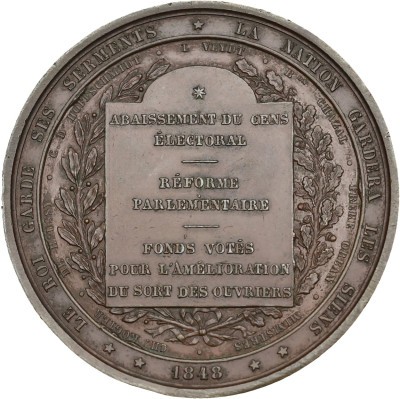 LE ROI GARDE SES SERMENTS * LA NATION GARDERA LES SIENS
ABAISSEMENT DU CENS
ÉLECTORAL
RÉFORME
PARLEMENTAIRE
FONDS VOTÉS
POUR L'AMÉLIORATION
DU SORT DES OUVRIERS
1848